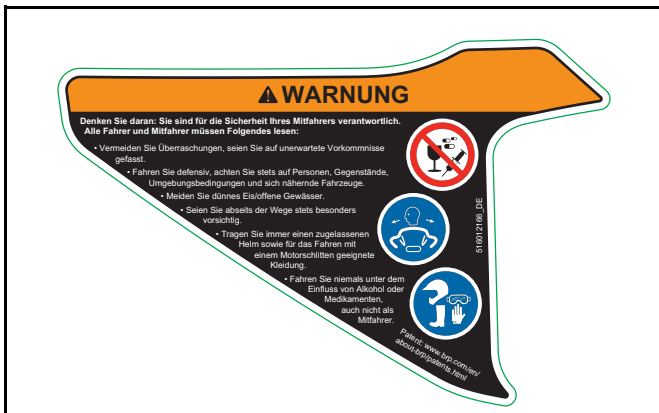 WARNUNG
Denken Sie daran: Sie sind für die Sicherheit Ihres Mitfahrers verantwortlich.
Alle Fahrer und Mitfahrer müssen Folgendes lesen:
• Vermeiden Sie Überraschungen, seien Sie auf unerwartete Vorkommnisse
gefasst.
• Fahren Sie defensiv, achten Sie stets auf Personen, Gegenstände,
Umgebungsbedingungen und sich nähernde Fahrzeuge.
• Meiden Sie dünnes Eis/offene Gewässer.
• Seien Sie abseits der Wege stets besonders
vorsichtig.
• Tragen Sie immer einen zugelassenen
Helm sowie für das Fahren mit
einem Motorschlitten geeignete
Kleidung.
• Fahren Sie niemals unter dem
Einfluss von Alkohol oder
Medikamenten,
auch nicht als
Mitfahrer.
516012166_DE
Patent: www.brp.com/en/
about-brp/patents.html